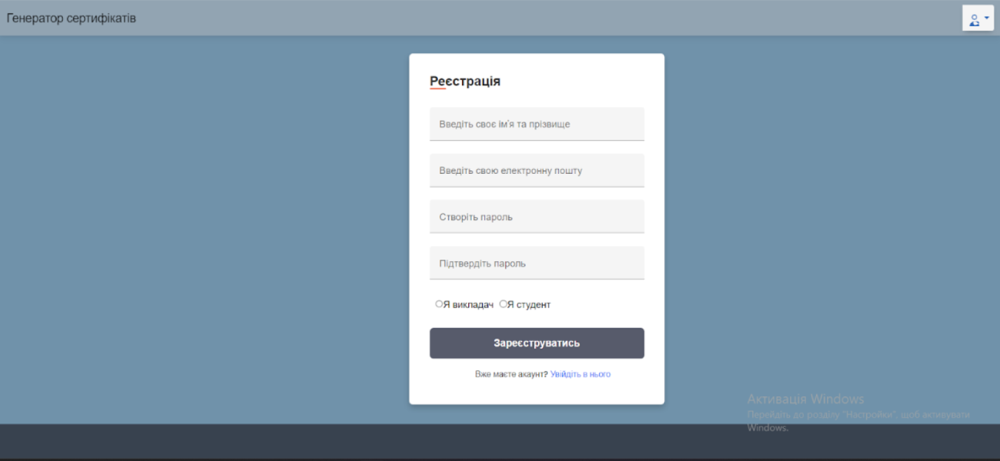 Генератор сертифікатів
Реєстрація
Введіть своє ім'я та прізвище
Введіть свою електронну пошту
Створіть пароль
Підтвердіть пароль
Я викладач Я студент
Зареєструватись
Вже маєте акаунт? Увійдіть в нього
Активація Windows
Перейдіть до розділу "Настройки", щоб активувати
Windows.